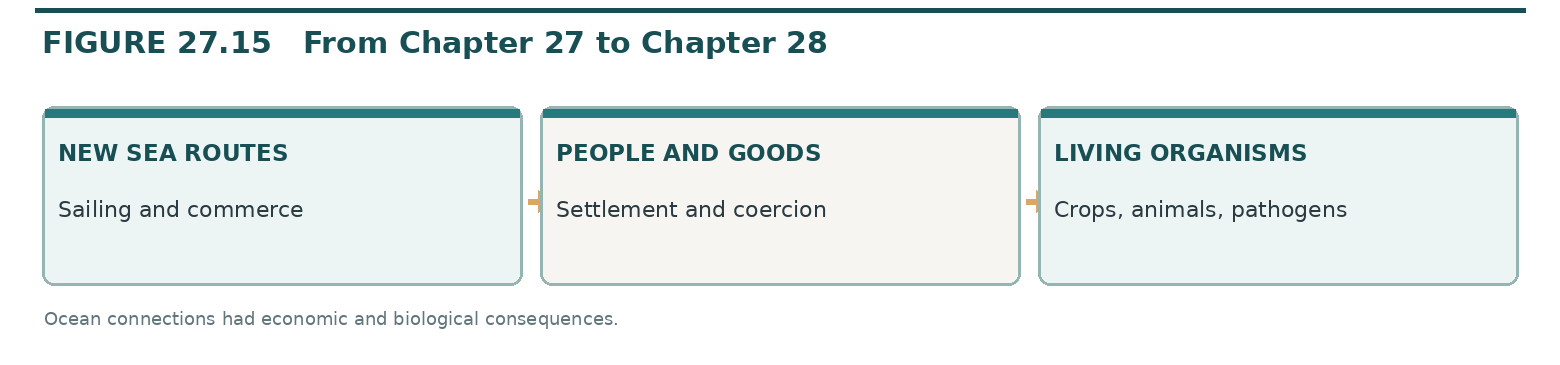 FIGURE 27.15 From Chapter 27 to Chapter 28
NEW SEA ROUTES
Sailing and commerce
PEOPLE AND GOODS
Settlement and coercion
LIVING ORGANISMS
Crops, animals, pathogens
Ocean connections had economic and biological consequences.